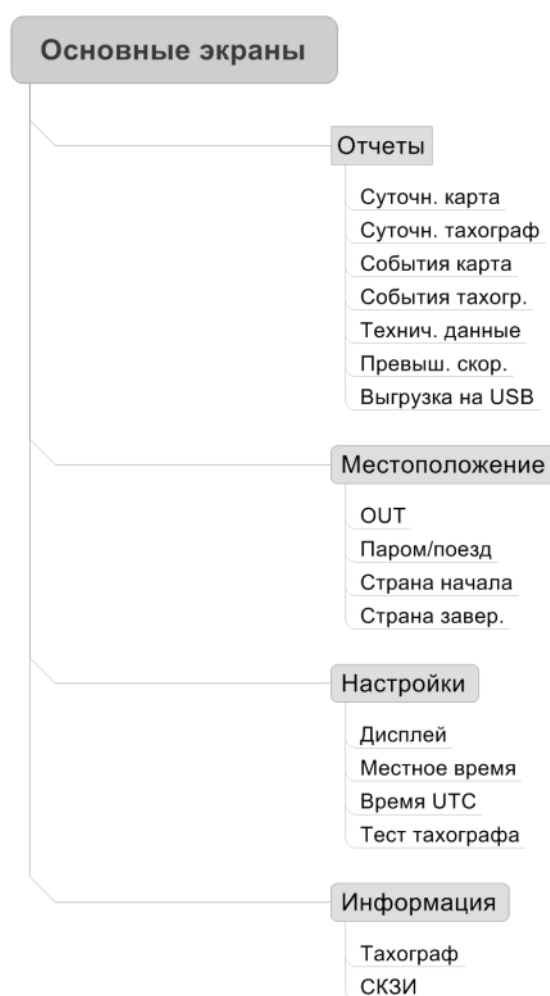 Основные экраны
Отчеты
Суточн. карта
Суточн. тахограф
События карта
События тахогр.
Технич. данные
Превыш. скор.
Выгрузка на USB
Местоположение
OUT
Паром/поезд
Страна начала
Страна завер.
Настройки
Дисплей
Местное время
Время UTC
Тест тахографа
Информация
Тахограф
СКЗИ